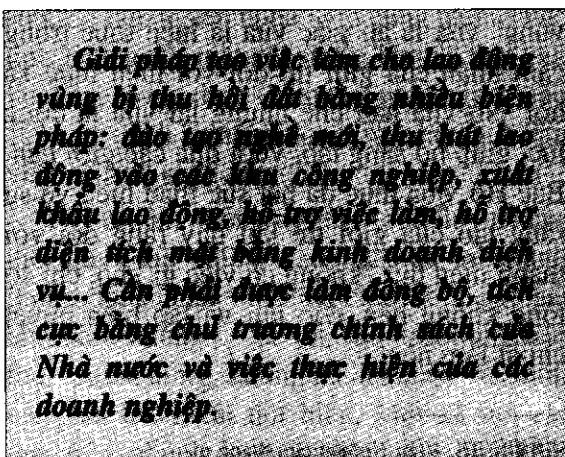 Giải pháp tạo việc làm cho lao động
vùng bị thu hồi đất bằng nhiều biện
pháp: đào tạo nghề mới, thu hút lao
động vào các khu công nghiệp, xuất
khẩu lao động, hỗ trợ việc làm, hỗ trợ
diện tích mặt bằng kinh doanh dịch
vụ... Cần phải được làm đồng bộ, tích
cực bằng chủ trương chính sách của
Nhà nước và việc thực hiện của các
doanh nghiệp.